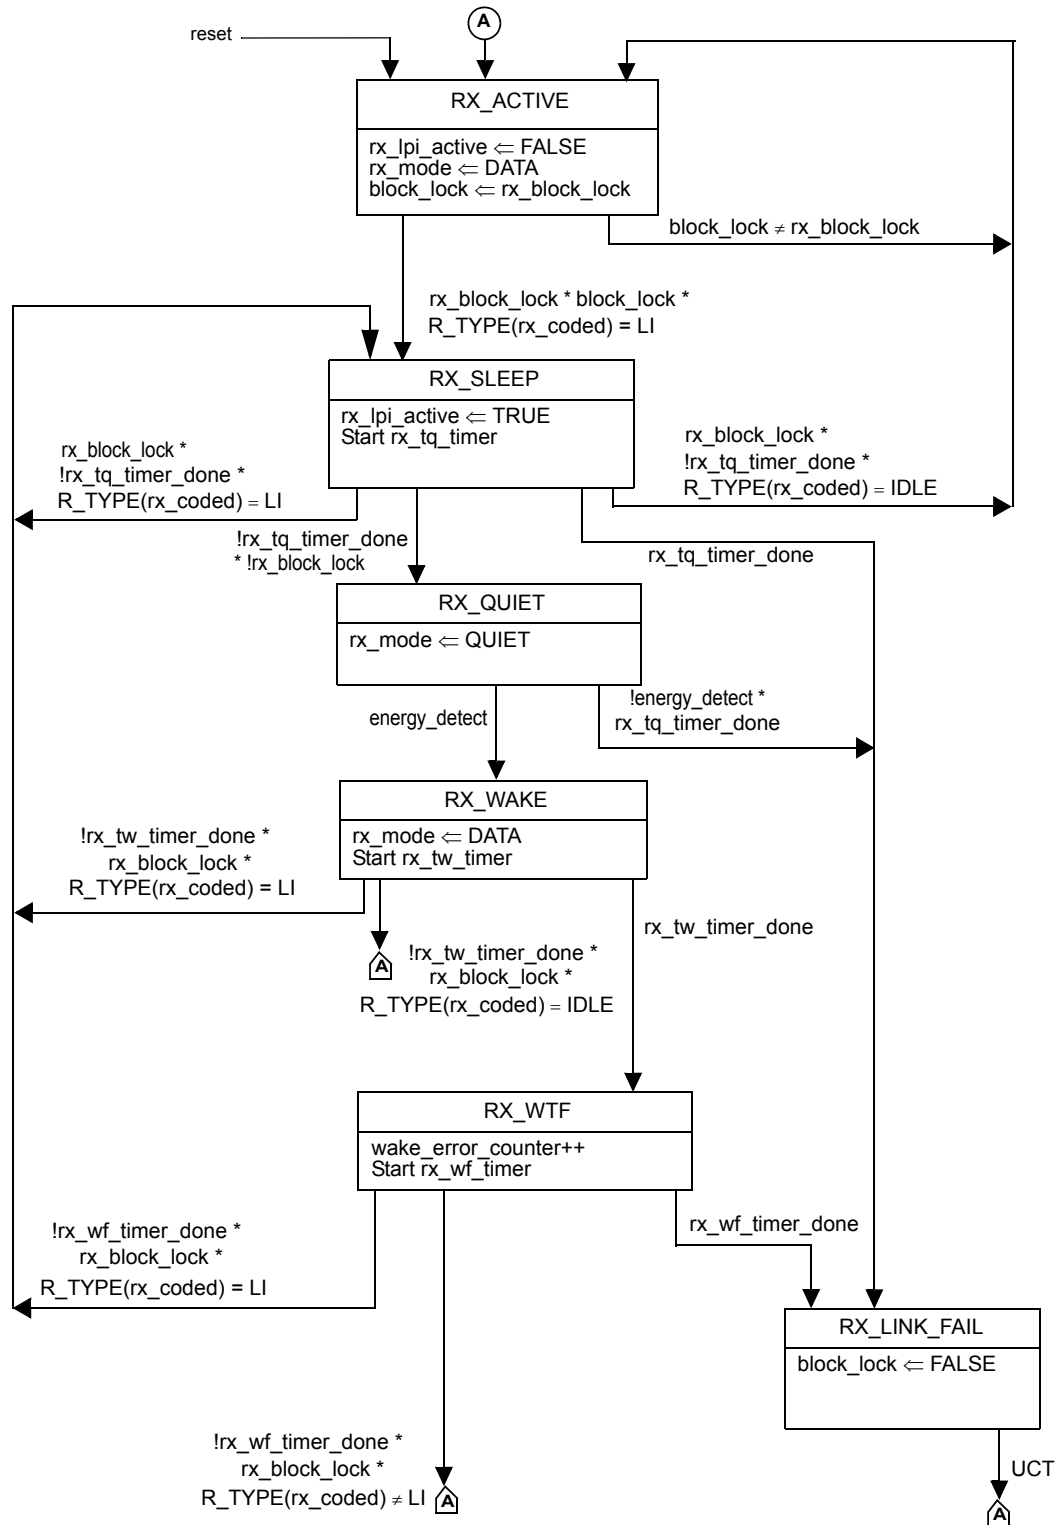 A
reset
RX_ACTIVE
rx_lpi_active ⇐ FALSE
rx_mode ⇐ DATA
block_lock ⇐ rx_block_lock
block_lock ≠ rx_block_lock
rx_block_lock * block_lock *
R_TYPE(rx_coded) = LI
RX_SLEEP
rx_lpi_active ⇐ TRUE
Start rx_tq_timer
rx_block_lock *
!rx_tq_timer_done *
R_TYPE(rx_coded) = LI
rx_block_lock *
!rx_tq_timer_done *
R_TYPE(rx_coded) = IDLE
!rx_tq_timer_done
* !rx_block_lock
rx_tq_timer_done
RX_QUIET
rx_mode ⇐ QUIET
energy_detect
!energy_detect *
rx_tq_timer_done
RX_WAKE
rx_mode ⇐ DATA
Start rx_tw_timer
!rx_tw_timer_done *
rx_block_lock *
R_TYPE(rx_coded) = LI
A
!rx_tw_timer_done *
rx_block_lock *
R_TYPE(rx_coded) = IDLE
rx_tw_timer_done
RX_WTF
wake_error_counter++
Start rx_wf_timer
!rx_wf_timer_done *
rx_block_lock *
R_TYPE(rx_coded) = LI
rx_wf_timer_done
RX_LINK_FAIL
block_lock ⇐ FALSE
!rx_wf_timer_done *
rx_block_lock *
R_TYPE(rx_coded) ≠ LI
A
UCT
A